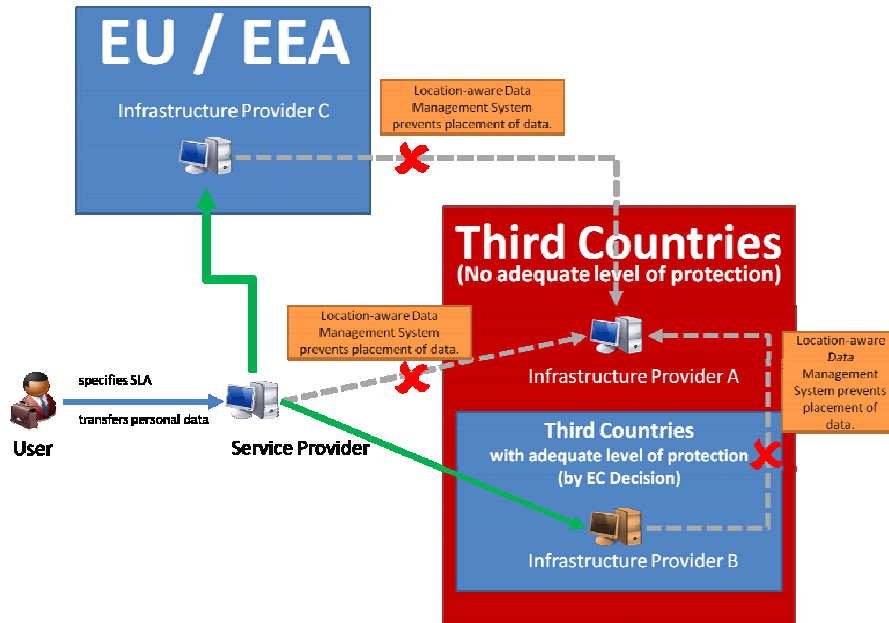 EU / EEA
Infrastructure Provider C
Location-aware Data
Management System
prevents placement of data.
Third Countries
(No adequate level of protection)
Location-aware Data
Management System
prevents placement of data.
Infrastructure Provider A
Location-aware
Data
Management
System prevents
placement of
data.
specifies SLA
transfers personal data
User
Service Provider
Third Countries
with adequate level of protection
(by EC Decision)
Infrastructure Provider B